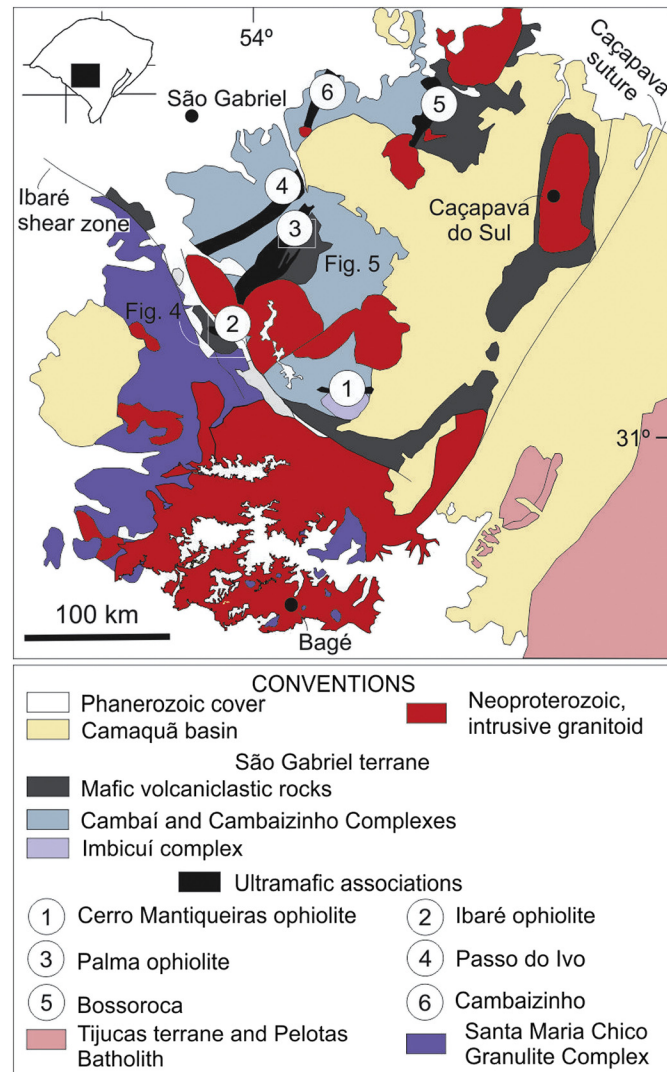 54º
São Gabriel
6
5
Caçapava
suture
4
Ibaré
shear zone
3
Caçapava
do Sul
Fig. 5
Fig. 4
2
1
31º
100 km
Bagé
CONVENTIONS
Phanerozoic cover
Camaquã basin
Neoproterozoic,
intrusive granitoid
São Gabriel terrane
Mafic volcaniclastic rocks
Cambaí and Cambaizinho Complexes
Imbicuí complex
Ultramafic associations
1 Cerro Mantiqueiras ophiolite
2 Ibaré ophiolite
3 Palma ophiolite
4 Passo do Ivo
5 Bossoroca
6 Cambaizinho
Tijucas terrane and Pelotas
Batholith
Santa Maria Chico
Granulite Complex